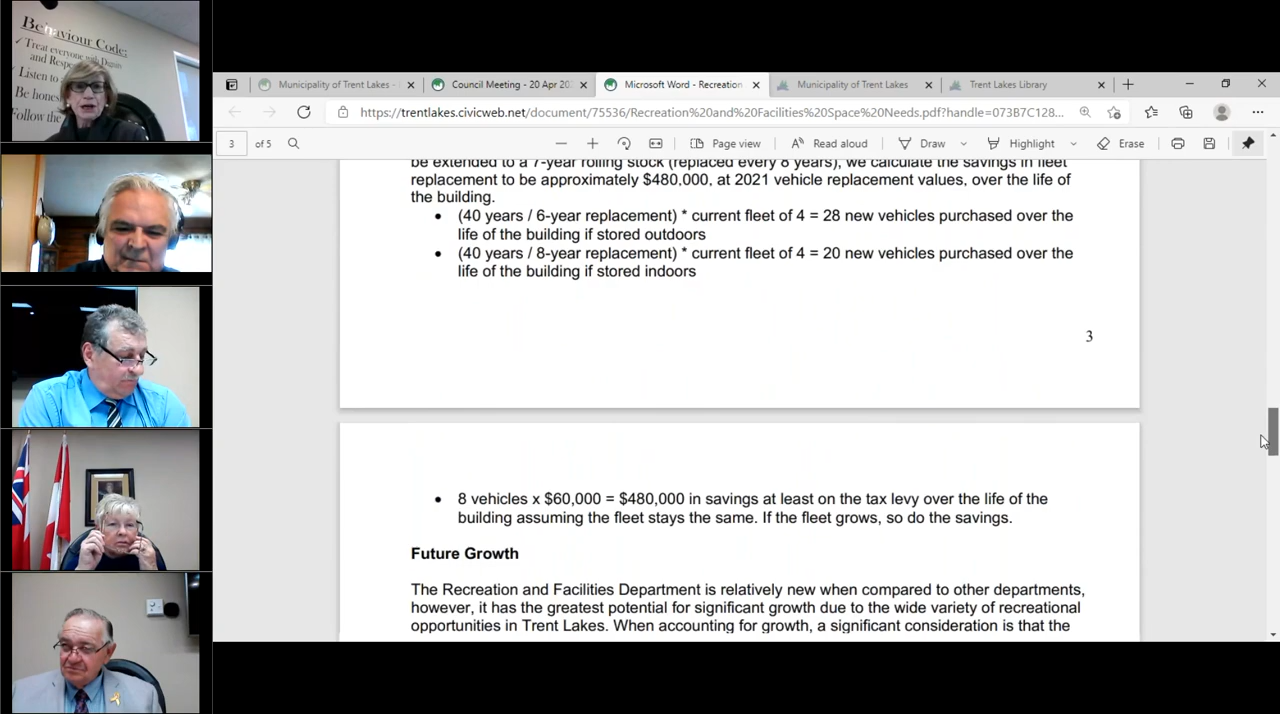 Behaviour Code:
✓ Treat everyone with Dignity
and Respe
✓ Listen to
Be hones
Follow the
Municipality of Trent Lakes -
Council Meeting - 20 Apr 202
Microsoft Word - Recreation
Municipality of Trent Lakes
Trent Lakes Library
https://trentlakes.civicweb.net/document/75536/Recreation%20and%20Facilities%20Space%20Needs.pdf?handle=073B7C128...
3 of 5
Page view
Read aloud
Draw
Highlight
Erase
be extended to a 7-year rolling stock (replaced every 8 years), we calculate the savings in fleet
replacement to be approximately $480,000, at 2021 vehicle replacement values, over the life of
the building.
• (40 years / 6-year replacement) * current fleet of 4 = 28 new vehicles purchased over the
life of the building if stored outdoors
• (40 years / 8-year replacement) * current fleet of 4 = 20 new vehicles purchased over the
life of the building if stored indoors
3
• 8 vehicles x $60,000 = $480,000 in savings at least on the tax levy over the life of the
building assuming the fleet stays the same. If the fleet grows, so do the savings.
Future Growth
The Recreation and Facilities Department is relatively new when compared to other departments,
however, it has the greatest potential for significant growth due to the wide variety of recreational
opportunities in Trent Lakes. When accounting for growth, a significant consideration is that the